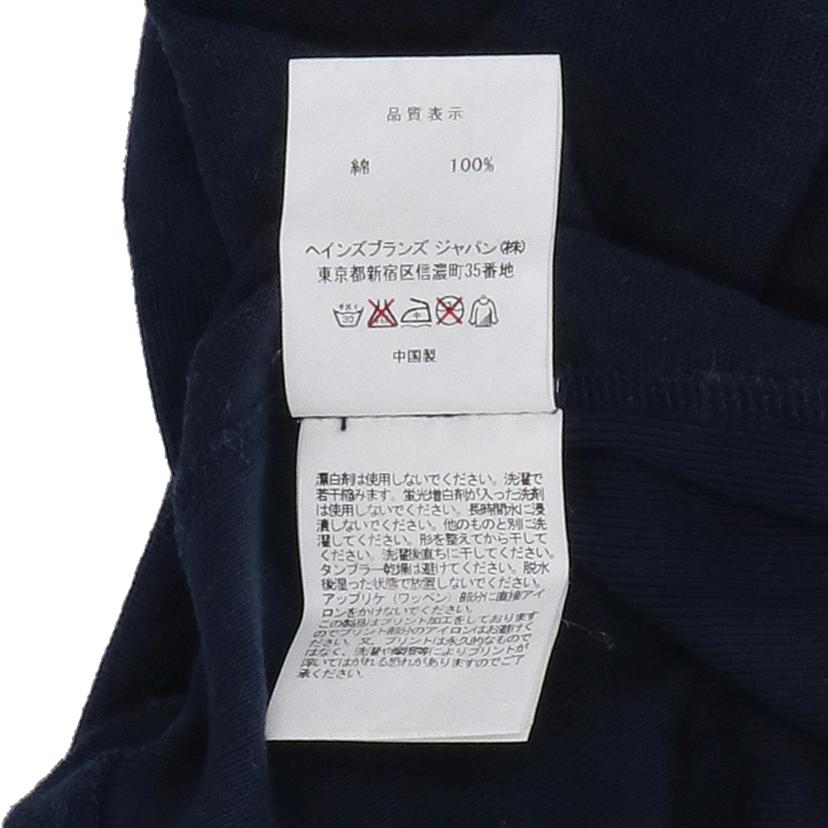 品質表示
綿 100%
ヘインズブランズ ジャパン(株)
東京都新宿区信濃町35番地
手洗イ 30 中
中国製
漂白剤は使用しないでください。洗濯で
若干縮みます。蛍光増白剤が入った洗剤
は使用しないでください。長時間水に浸
漬しないでください。他のものと別に洗
濯してください。形を整えてから干して
ください。洗濯後直ちに干してください。
タンブラー乾燥は避けてください。脱水
後湿った状態で放置しないでください。
アップリケ（ワッペン）部分に直接アイ
ロンをかけないでください。
この製品はプリント加工をしております
のでプリント部分のアイロンはお避けく
ださい。又、プリントは永久的なもので
はなく、洗濯や摩擦等によりプリントが
浮いてはがれる恐れがありますのでご了
承ください。